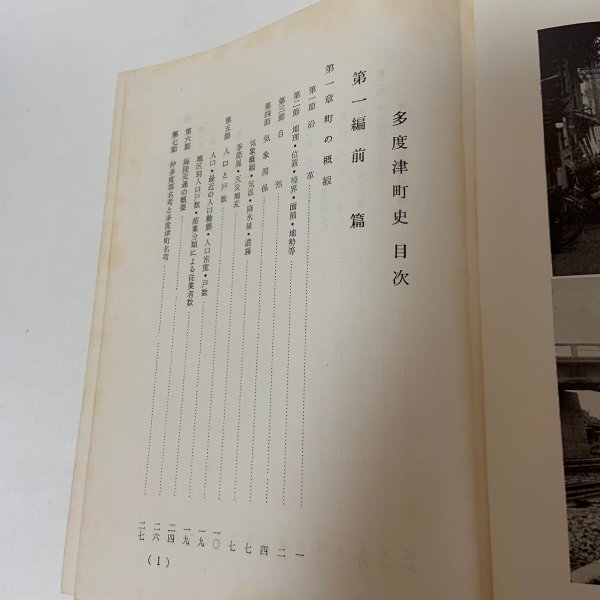 多度津町史 目次
第一編 前篇
第一章 町の概観
第一節 沿革 一
第二節 地理・位置・境界・面積・地勢等 二
第三節 自然 四
第四節 気象関係 七
気象概観・気温・降水量・濃霧 七
季節風・天災地変 一〇
第五節 人口と戸数 一九
人口・最近の人口動態・人口密度・戸数 一九
地区別人口戸数・産業分類による従業者数 二四
第六節 海陸交通の概要 二六
第七節 仲多度郡名考と多度津町名考 二七
(1)